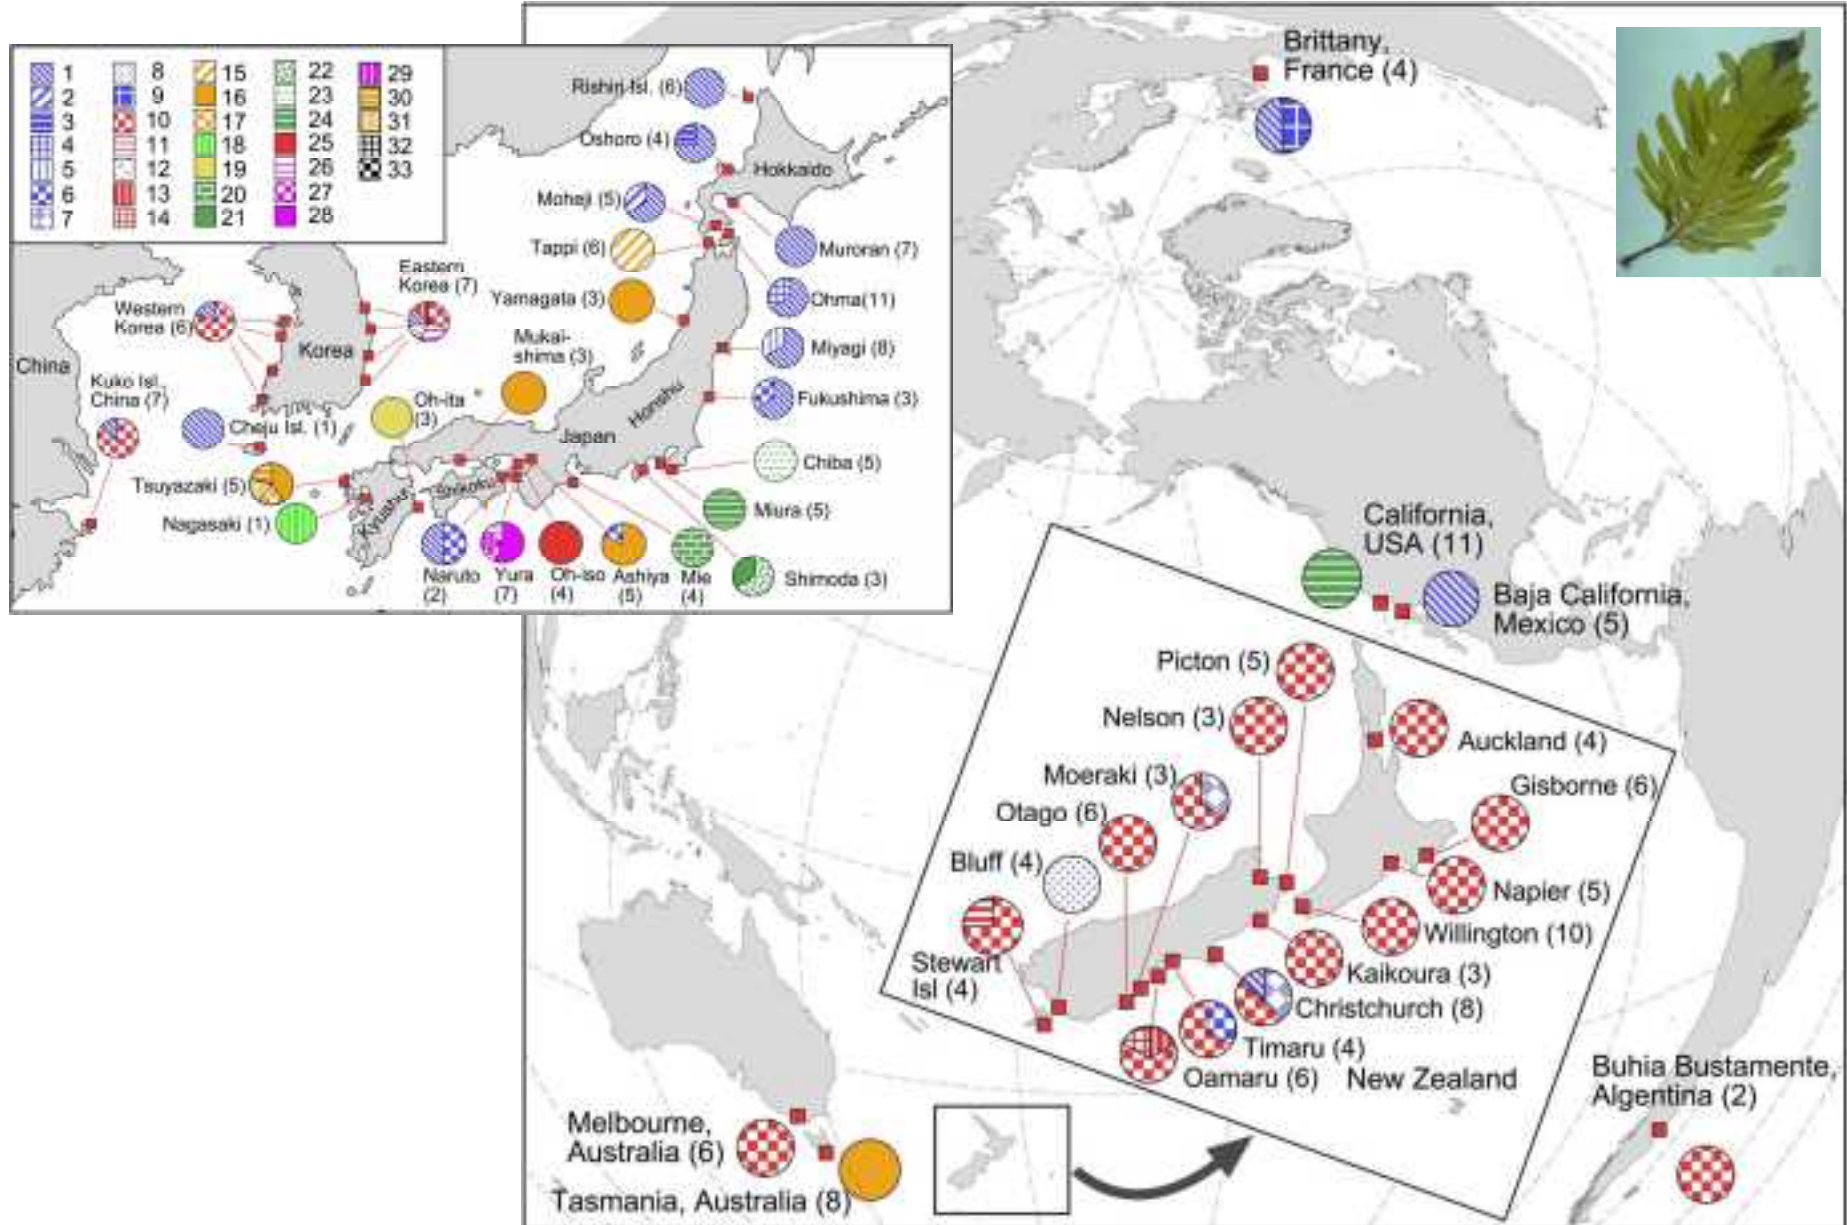 1
2
3
4
5
6
7
8
9
10
11
12
13
14
15
16
17
18
19
20
21
22
23
24
25
26
27
28
29
30
31
32
33
Rishiri-Isl. (6)
Oshoro (4)
Hokkaido
Moheji (5)
Tappi (6)
Muroran (7)
Yamagata (3)
Ohma(11)
Mukai-
shima (3)
Miyagi (8)
Fukushima (3)
Eastern
Korea (7)
Western
Korea (6)
Korea
China
Kuko Isl.,
China (7)
Cheju Isl. (1)
Oh-ita
(3)
Honshu
Japan
Chiba (5)
Miura (5)
Tsuyazaki (5)
Nagasaki (1)
Kyushu
Shikoku
Naruto
(2)
Yura
(7)
Oh-iso
(4)
Ashiya
(5)
Mie
(4)
Shimoda (3)
Brittany,
France (4)
California,
USA (11)
Baja California,
Mexico (5)
Picton (5)
Nelson (3)
Auckland (4)
Moeraki (3)
Gisborne (6)
Otago (6)
Bluff (4)
Napier (5)
Willington (10)
Stewart
Isl (4)
Kaikoura (3)
Christchurch (8)
Timaru (4)
Oamaru (6)
New Zealand
Buhia Bustamente,
Algentina (2)
Melbourne,
Australia (6)
Tasmania, Australia (8)